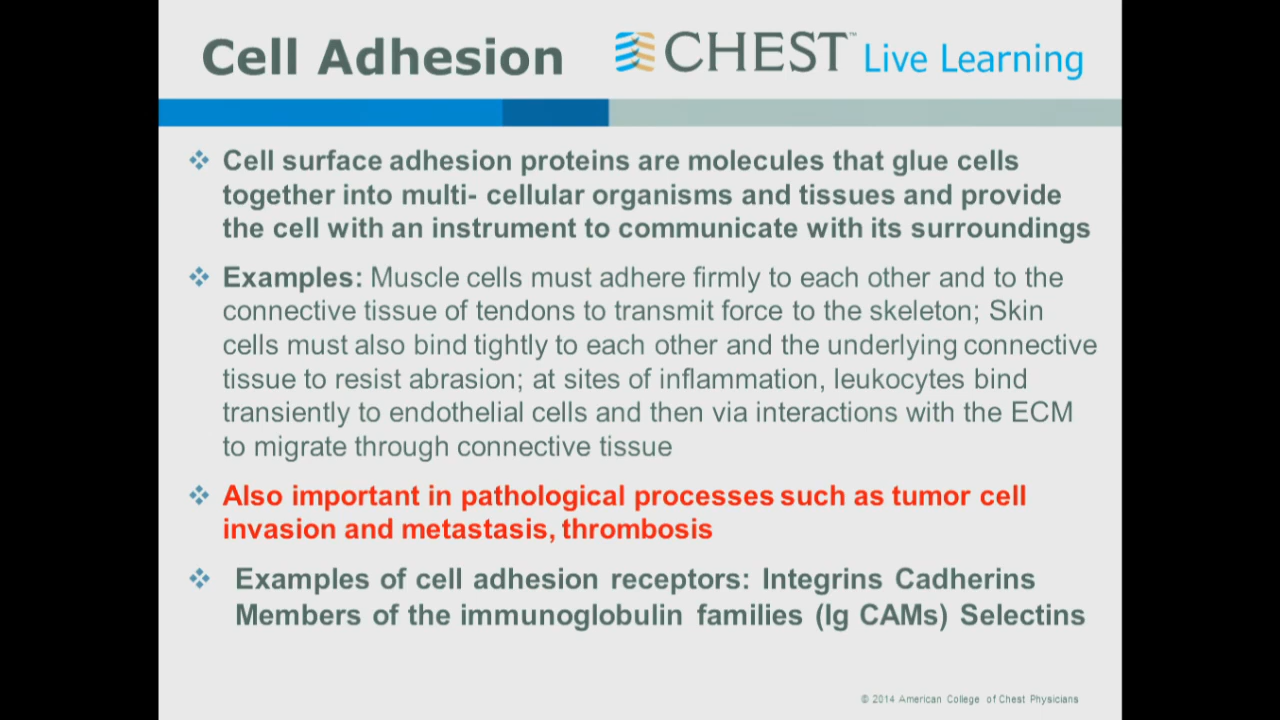 Cell Adhesion
CHEST™ Live Learning
Cell surface adhesion proteins are molecules that glue cells
together into multi- cellular organisms and tissues and provide
the cell with an instrument to communicate with its surroundings
Examples: Muscle cells must adhere firmly to each other and to the
connective tissue of tendons to transmit force to the skeleton; Skin
cells must also bind tightly to each other and the underlying connective
tissue to resist abrasion; at sites of inflammation, leukocytes bind
transiently to endothelial cells and then via interactions with the ECM
to migrate through connective tissue
Also important in pathological processes such as tumor cell
invasion and metastasis, thrombosis
Examples of cell adhesion receptors: Integrins Cadherins
Members of the immunoglobulin families (Ig CAMs) Selectins
© 2014 American College of Chest Physicians